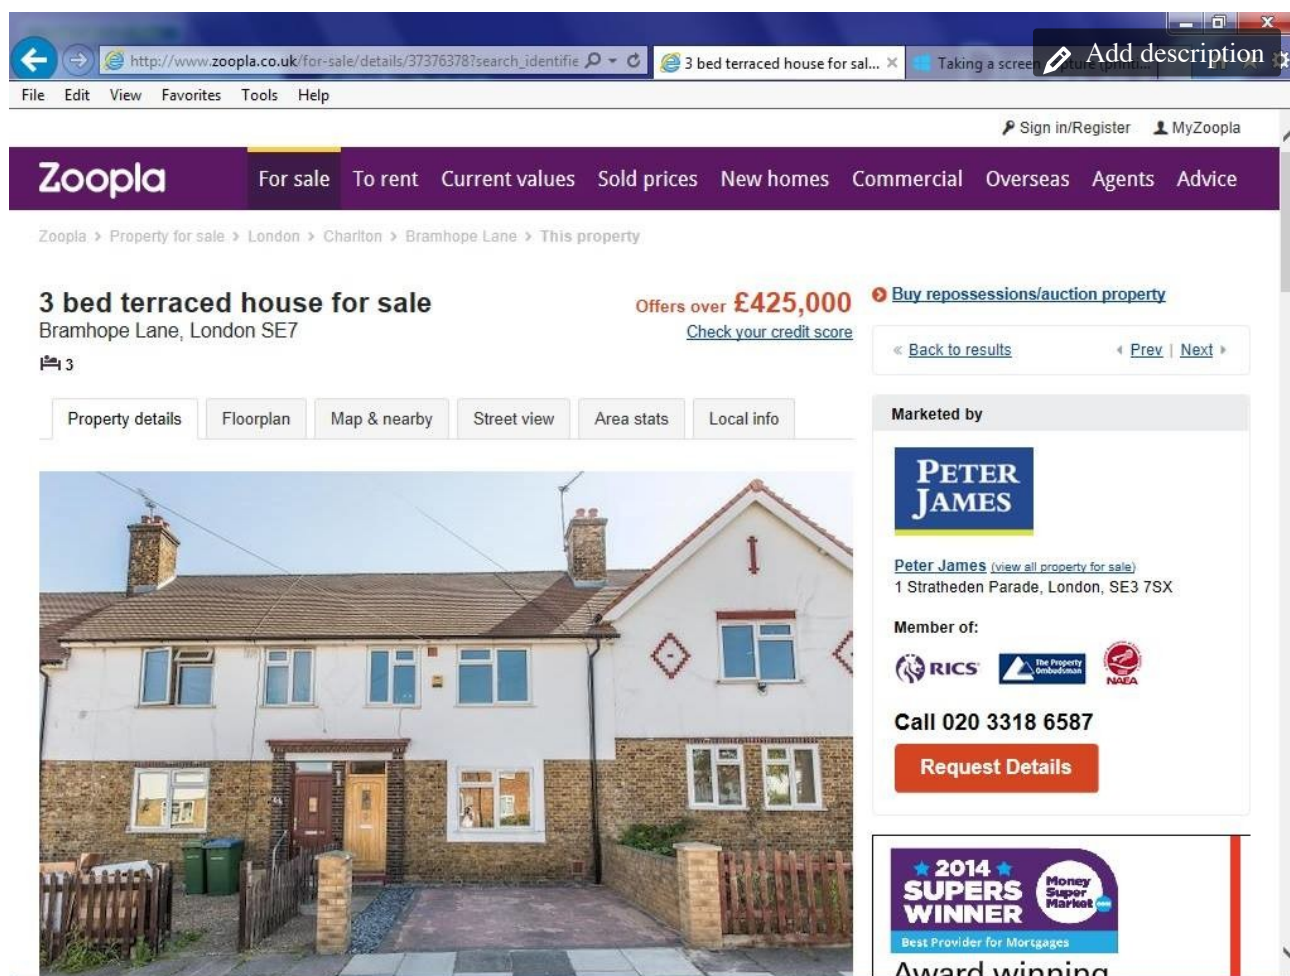 http://www.zoopla.co.uk/for-sale/details/37376378?search_identifie
3 bed terraced house for sal...
Taking a screen
Add description
File Edit View Favorites Tools Help
Sign in/Register MyZoopla
Zoopla For sale To rent Current values Sold prices New homes Commercial Overseas Agents Advice
Zoopla > Property for sale > London > Charlton > Bramhope Lane > This property
3 bed terraced house for sale
Offers over £425,000
Buy repossessions/auction property
Bramhope Lane, London SE7
Check your credit score
« Back to results Prev | Next
3
Property details Floorplan Map & nearby Street view Area stats Local info
Marketed by
PETER
JAMES
Peter James (view all property for sale)
1 Stratheden Parade, London, SE3 7SX
Member of:
RICS
The Property
Ombudsman
NAEA
Call 020 3318 6587
Request Details
2014
SUPERS
WINNER
Money
Super
Market
Best Provider for Mortgages
Award winning